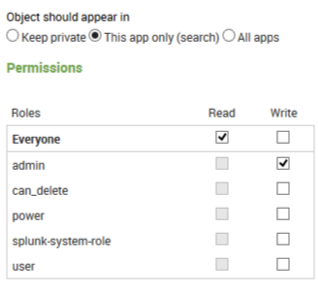 Object should appear in
Keep private This app only (search) All apps
Permissions
Roles Read Write
Everyone
admin
can_delete
power
splunk-system-role
user